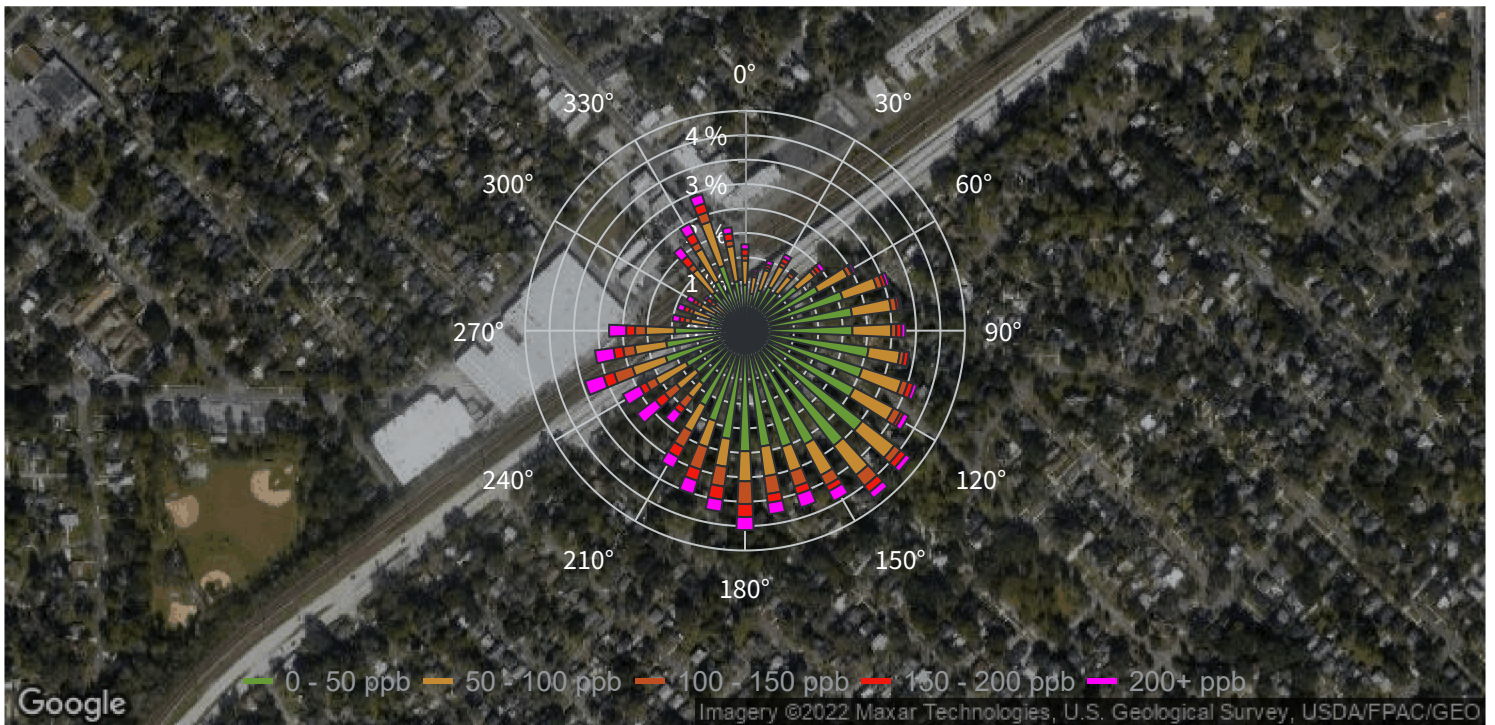 0°
330°
30°
4 %
300°
3 %
60°
1
270°
90°
240°
120°
210°
150°
180°
0 - 50 ppb
50 - 100 ppb
100 - 150 ppb
150 - 200 ppb
200+ ppb
Google
Imagery ©2022 Maxar Technologies, U.S. Geological Survey, USDA/FPAC/GEO